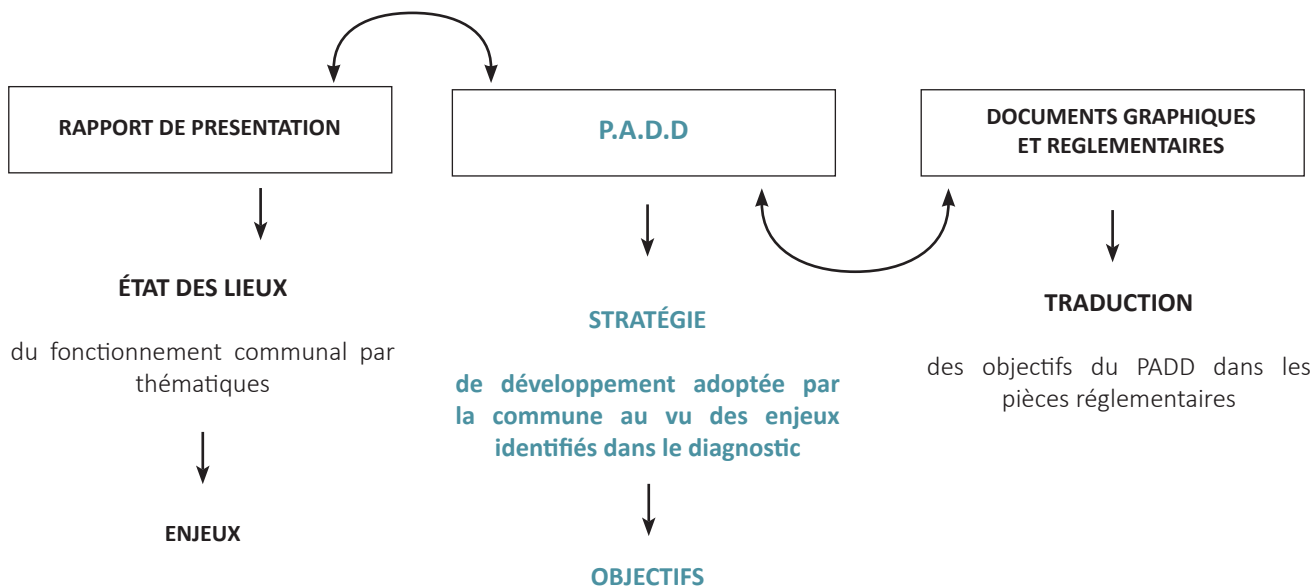 RAPPORT DE PRESENTATION
ÉTAT DES LIEUX
du fonctionnement communal par
thématiques
ENJEUX
P.A.D.D
STRATÉGIE
de développement adoptée par
la commune au vu des enjeux
identifiés dans le diagnostic
OBJECTIFS
DOCUMENTS GRAPHIQUES
ET REGLEMENTAIRES
TRADUCTION
des objectifs du PADD dans les
pièces réglementaires